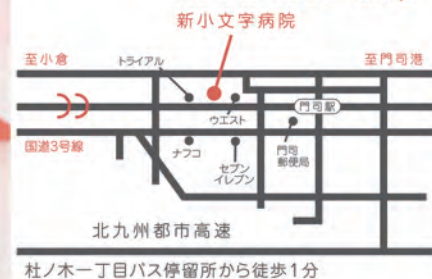 新小文字病院
至小倉
トライアル
至門司港
門司駅
ウエスト
国道3号線
ナフコ
セブン
イレブン
門司
郵便局
北九州都市高速
杜ノ木一丁目バス停留所から徒歩1分